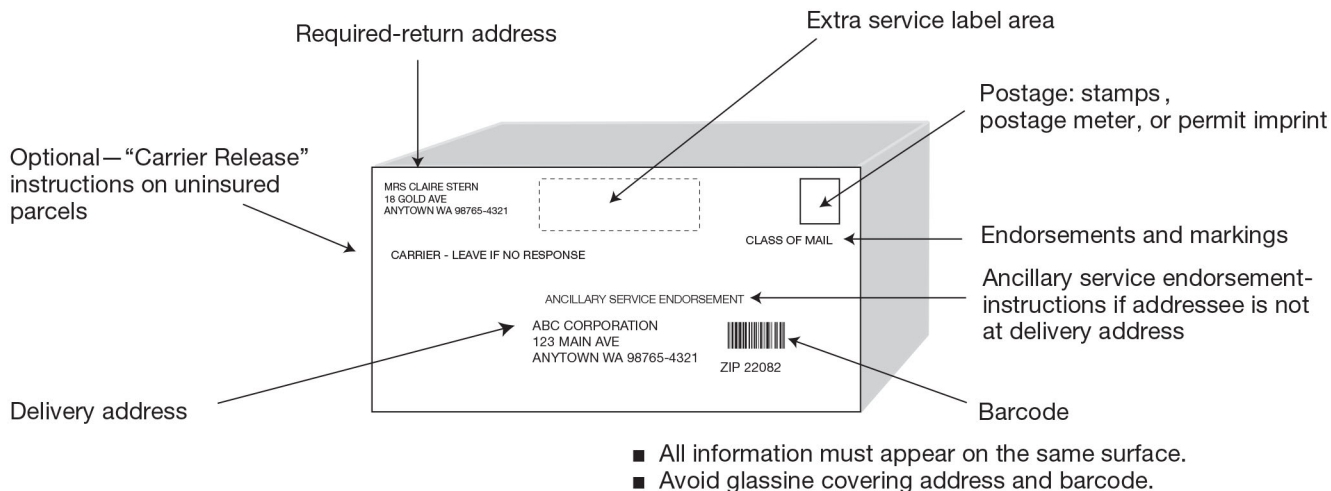 Required-return address
Extra service label area
Postage: stamps,
postage meter, or permit imprint
Optional—“Carrier Release”
instructions on uninsured
parcels
MRS CLAIRE STERN
18 GOLD AVE
ANYTOWN WA 98765-4321
CLASS OF MAIL
Endorsements and markings
CARRIER - LEAVE IF NO RESPONSE
ANCILLARY SERVICE ENDORSEMENT
Ancillary service endorsement-
instructions if addressee is not
at delivery address
ABC CORPORATION
123 MAIN AVE
ANYTOWN WA 98765-4321
ZIP 22082
Delivery address
Barcode
■ All information must appear on the same surface.
■ Avoid glassine covering address and barcode.